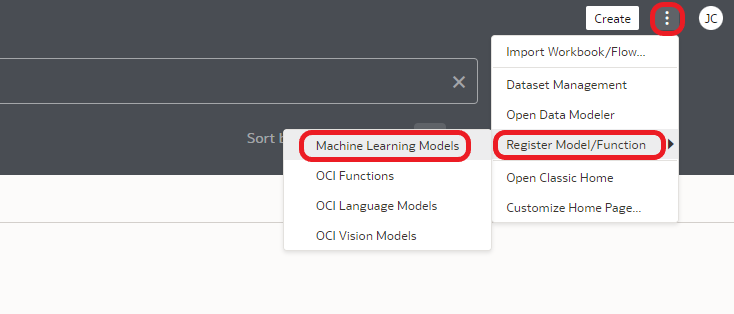 Create
JC
Import Workbook/Flow...
Dataset Management
Open Data Modeler
Sort
Machine Learning Models
Register Model/Function
OCI Functions
Open Classic Home
OCI Language Models
Customize Home Page...
OCI Vision Models